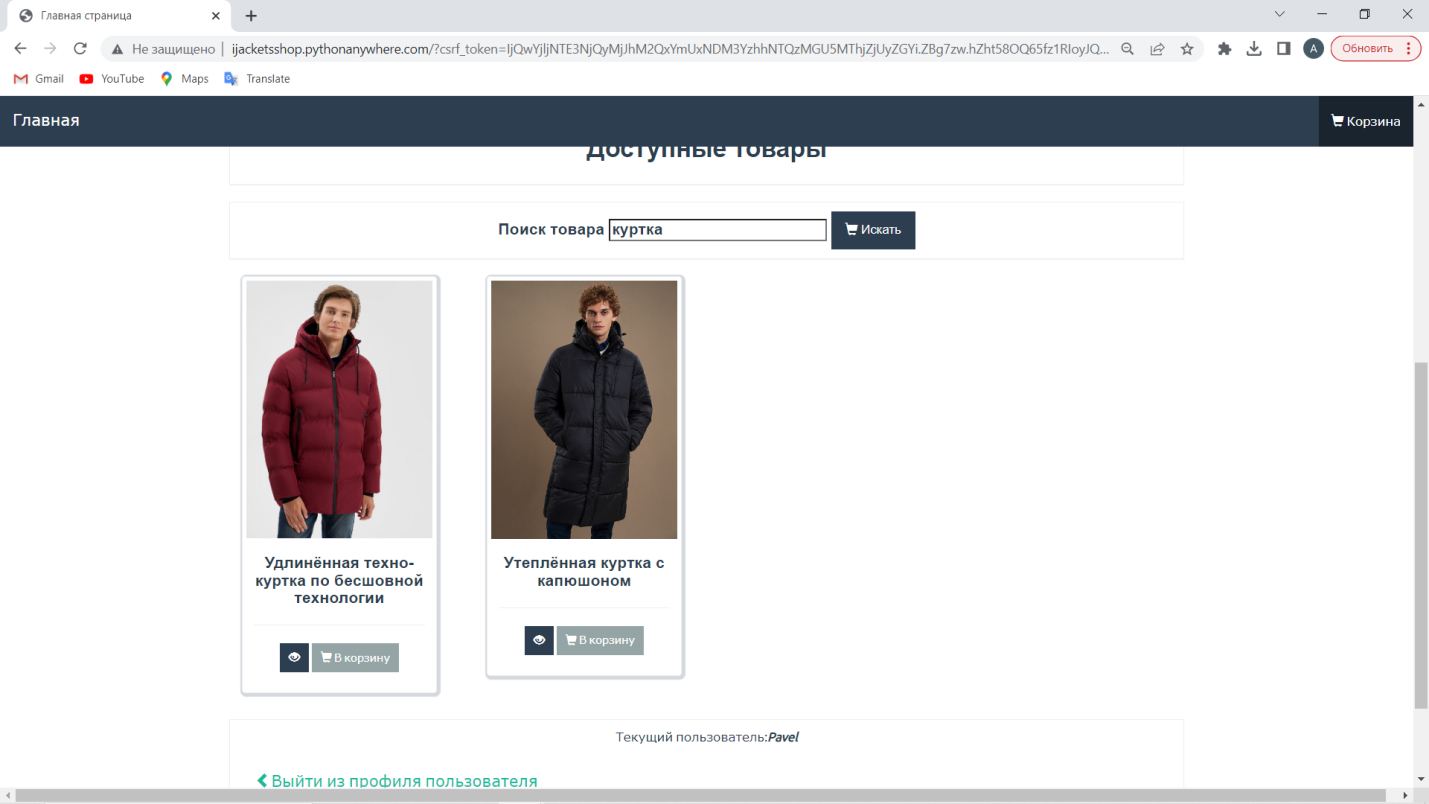 Главная страница
Не защищено
ijacketsshop.pythonanywhere.com/?csrf_token=IjQwYjljNTE3NjQyMjJhM2QxYmUxNDM3YzhhNTQzMGU5MThjZjUyZGYi.ZBg7zw.hZht58OQ65fz1RIoyJQ...
A
Обновить
Gmail
YouTube
Maps
Translate
Главная
Корзина
Доступные товары
Поиск товара куртка Искать
Удлинённая техно-
куртка по бесшовной
технологии
В корзину
Утеплённая куртка с
капюшоном
В корзину
Текущий пользователь:Pavel
Выйти из профиля пользователя